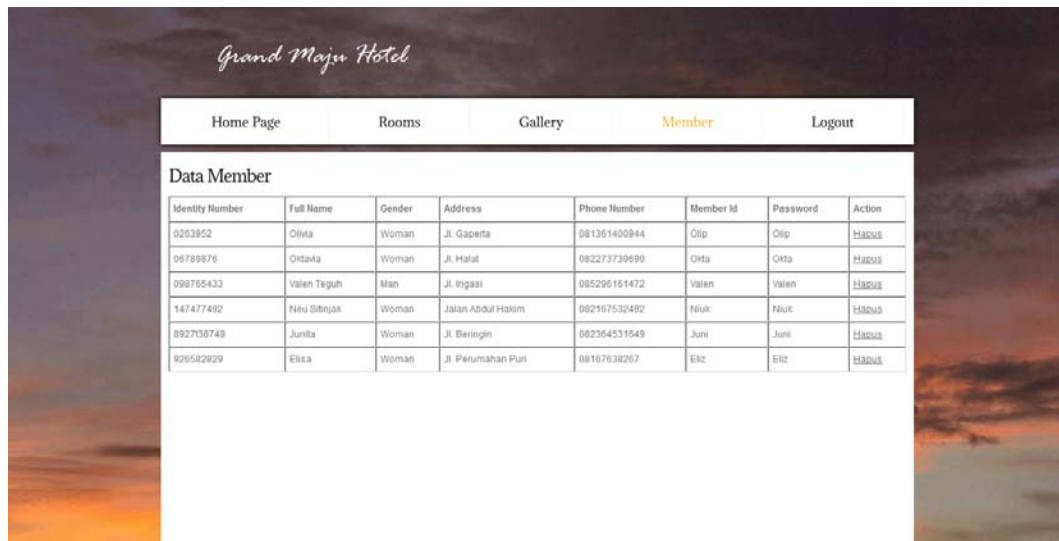 Grand Maju Hotel
Home Page Rooms Gallery Member Logout
Data Member
Identity Number Full Name Gender Address Phone Number Member Id Password Action
0263952 Olivia Woman Jl. Gaperta 081361400944 Olip Olip Hapus
06789876 Oktavia Woman Jl. Halat 082273739690 Okta Okta Hapus
098765433 Valen Teguh Man Jl. Irigasi 085296161472 Valen Valen Hapus
147477492 Neu Sitinjak Woman Jalan Abdul Hakim 082167532492 Niuk Niuk Hapus
8927138749 Junita Woman Jl. Beringin 082364531649 Juni Juni Hapus
926582829 Elisa Woman Jl. Perumahan Puri 08167638267 Eliz Eliz Hapus